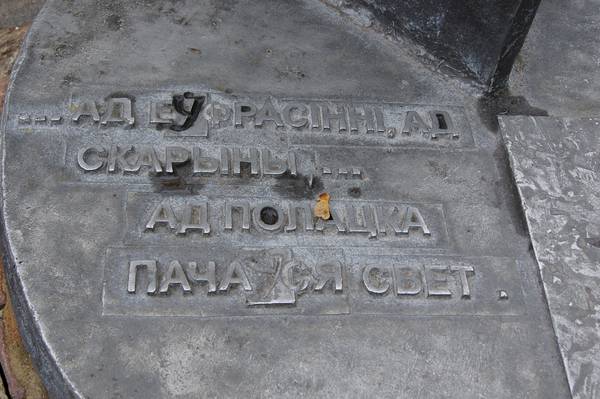 ... АД ЕЎФРАСІННІ, АД
СКАРЫНЫ, ...
АД ПОЛАЦКА
ПАЧАЎСЯ СВЕТ.